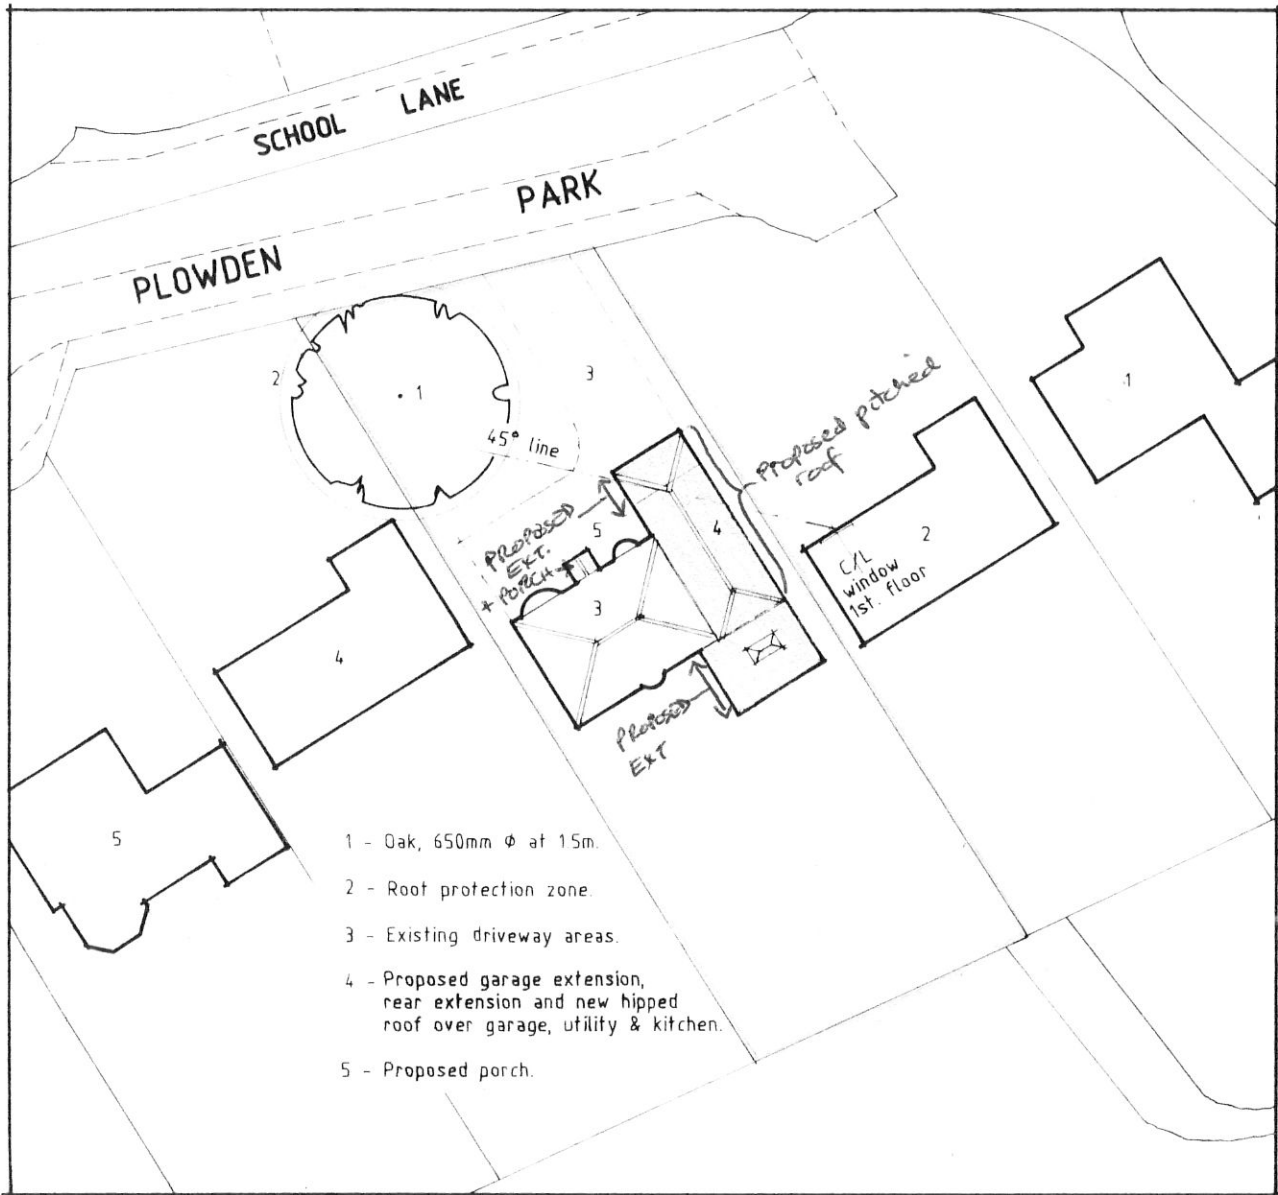 SCHOOL LANE
PLOWDEN PARK
2
1
3
45° line
Proposed pitched
roof
1
PROPOSED
EXT.
+ PORCH
5
4
2
C/L
window
1st. floor
3
4
PROPOSED
EXT
5
1 - Oak, 650mm ϕ at 1.5m.
2 - Root protection zone.
3 - Existing driveway areas.
4 - Proposed garage extension,
rear extension and new hipped
roof over garage, utility & kitchen.
5 - Proposed porch.